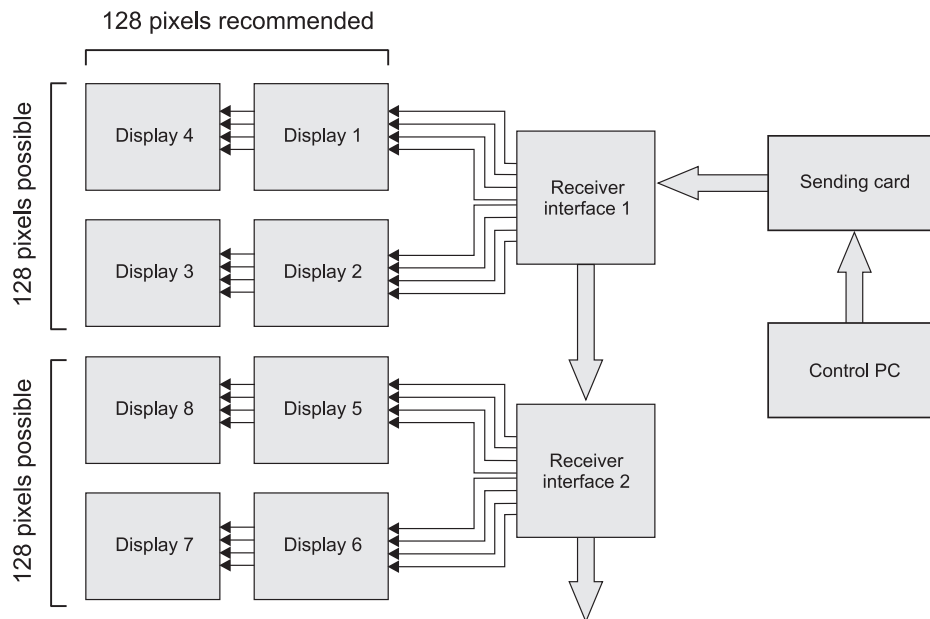 128 pixels recommended
128 pixels possible
Display 4
Display 1
Display 3
Display 2
Receiver
interface 1
Sending card
Control PC
128 pixels possible
Display 8
Display 5
Display 7
Display 6
Receiver
interface 2